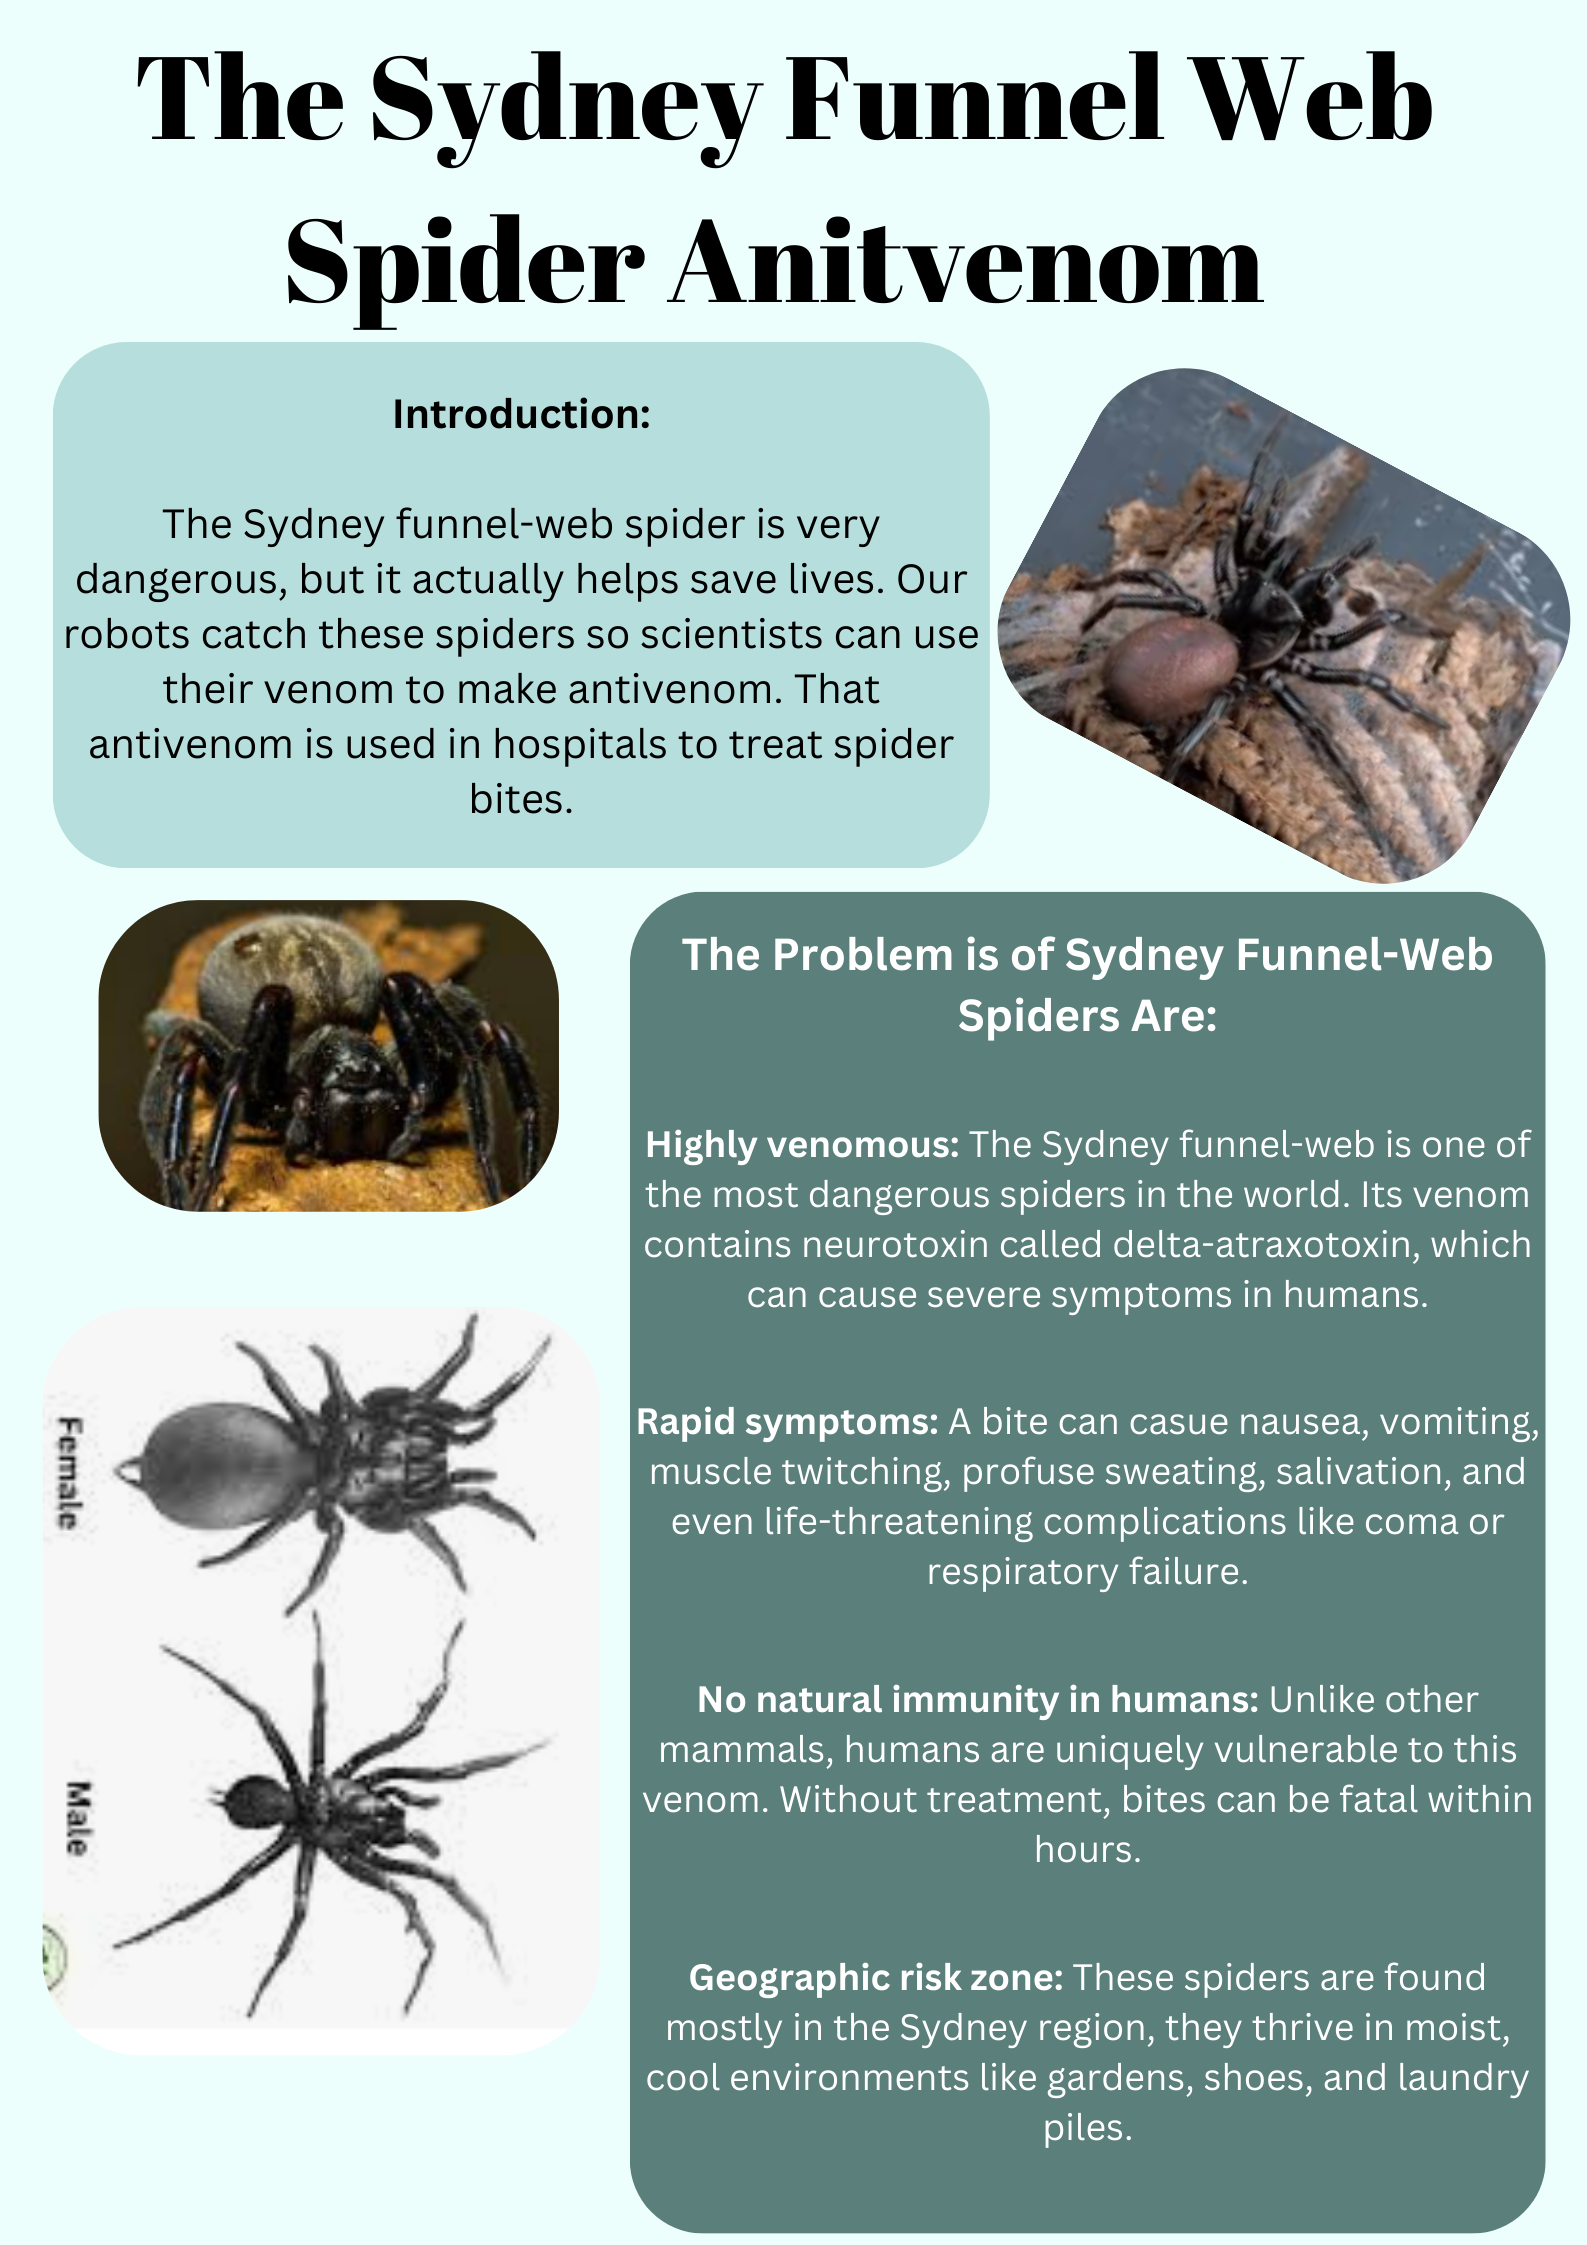 The Sydney Funnel Web
Spider Anitvenom
Introduction:
The Sydney funnel-web spider is very
dangerous, but it actually helps save lives. Our
robots catch these spiders so scientists can use
their venom to make antivenom. That
antivenom is used in hospitals to treat spider
bites.
The Problem is of Sydney Funnel-Web
Spiders Are:
Highly venomous: The Sydney funnel-web is one of
the most dangerous spiders in the world. Its venom
contains neurotoxin called delta-atraxotoxin, which
can cause severe symptoms in humans.
Rapid symptoms: A bite can casue nausea, vomiting,
muscle twitching, profuse sweating, salivation, and
even life-threatening complications like coma or
respiratory failure.
No natural immunity in humans: Unlike other
mammals, humans are uniquely vulnerable to this
venom. Without treatment, bites can be fatal within
hours.
Geographic risk zone: These spiders are found
mostly in the Sydney region, they thrive in moist,
cool environments like gardens, shoes, and laundry
piles.
Female
Male